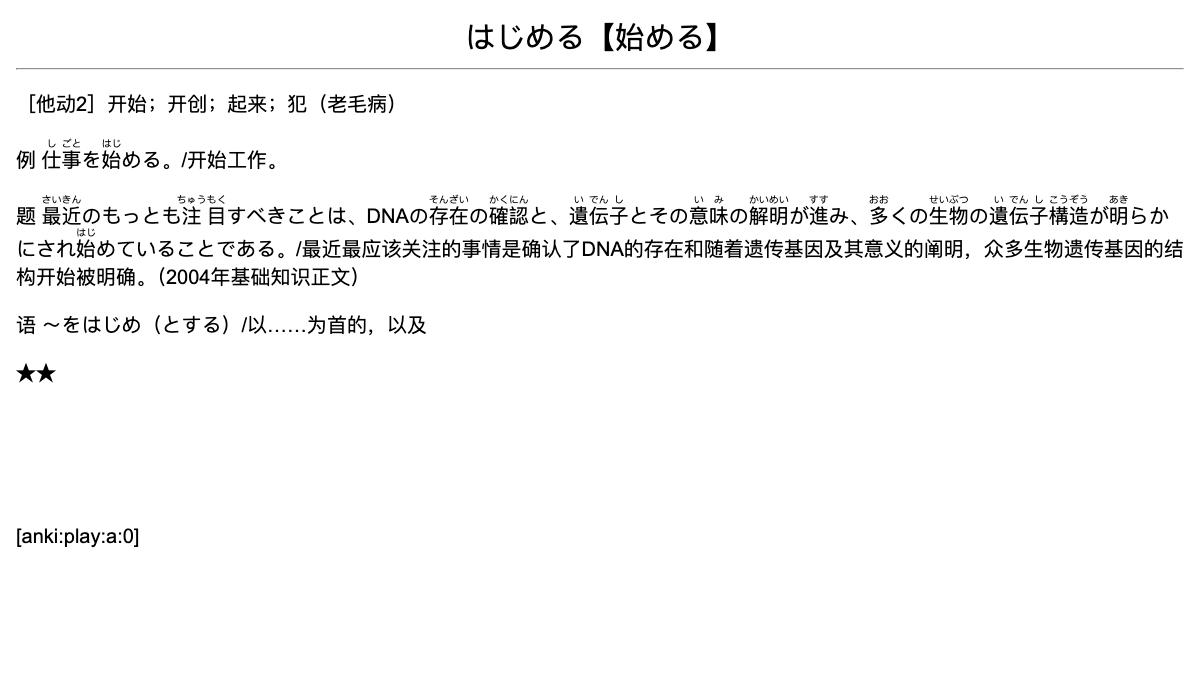 はじめる【始める】
［他动2］开始；开创；起来；犯（老毛病）
し ごと はじ
例 仕事を始める。/开始工作。
さいきん ちゅうもく そんざい かくにん い でん し い み かいめい すす おお せいぶつ い でん し こうぞう あき
题 最近のもっとも注目すべきことは、DNAの存在の確認と、遺伝子とその意味の解明が進み、多くの生物の遺伝子構造が明らか
はじ
にされ始めていることである。/最近最应该关注的事情是确认了DNA的存在和随着遗传基因及其意义的阐明，众多生物遗传基因的结
构开始被明确。（2004年基础知识正文）
语 ～をはじめ（とする）/以……为首的，以及
★★
[anki:play:a:0]